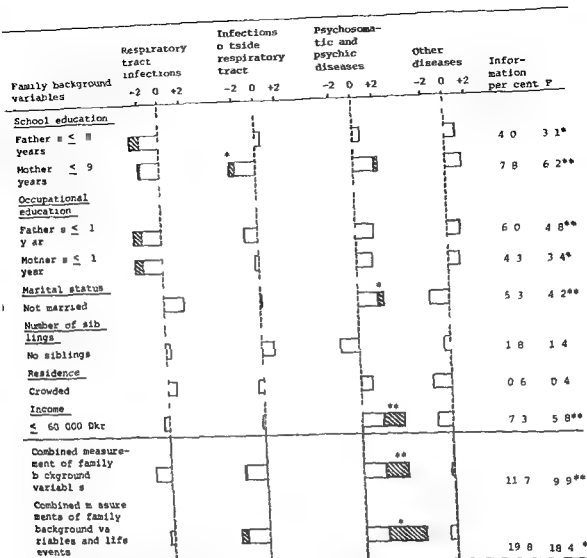 Respiratory tract infections
Infections o tside respiratory tract
Psychosoma-
tic and psychic diseases
Other diseases
Infor-
mation per cent F
Family background variables
-2 0 +2 -2 0 +2 -2 0 +2 -2 0 +2
School education
Father s ≤ 8 years 4 0 3 1*
Mother ≤ 9 years * 7 8 6 2**
Occupational education
Father s ≤ 1 y ar 6 0 4 8**
Motner s ≤ 1 year 4 3 3 4*
Marital status
Not married * 5 3 4 2**
Number of sib
lings
No siblings 1 8 1 4
Residence
Crowded 0 6 0 4
Income
≤ 60 000 Dkr ** 7 3 5 8**
Combined measure-
ment of family
b ckground
variabl s ** 11 7 9 9**
Combined m asure
ments of family
background va
riables and life
events * 19 8 18 4 *